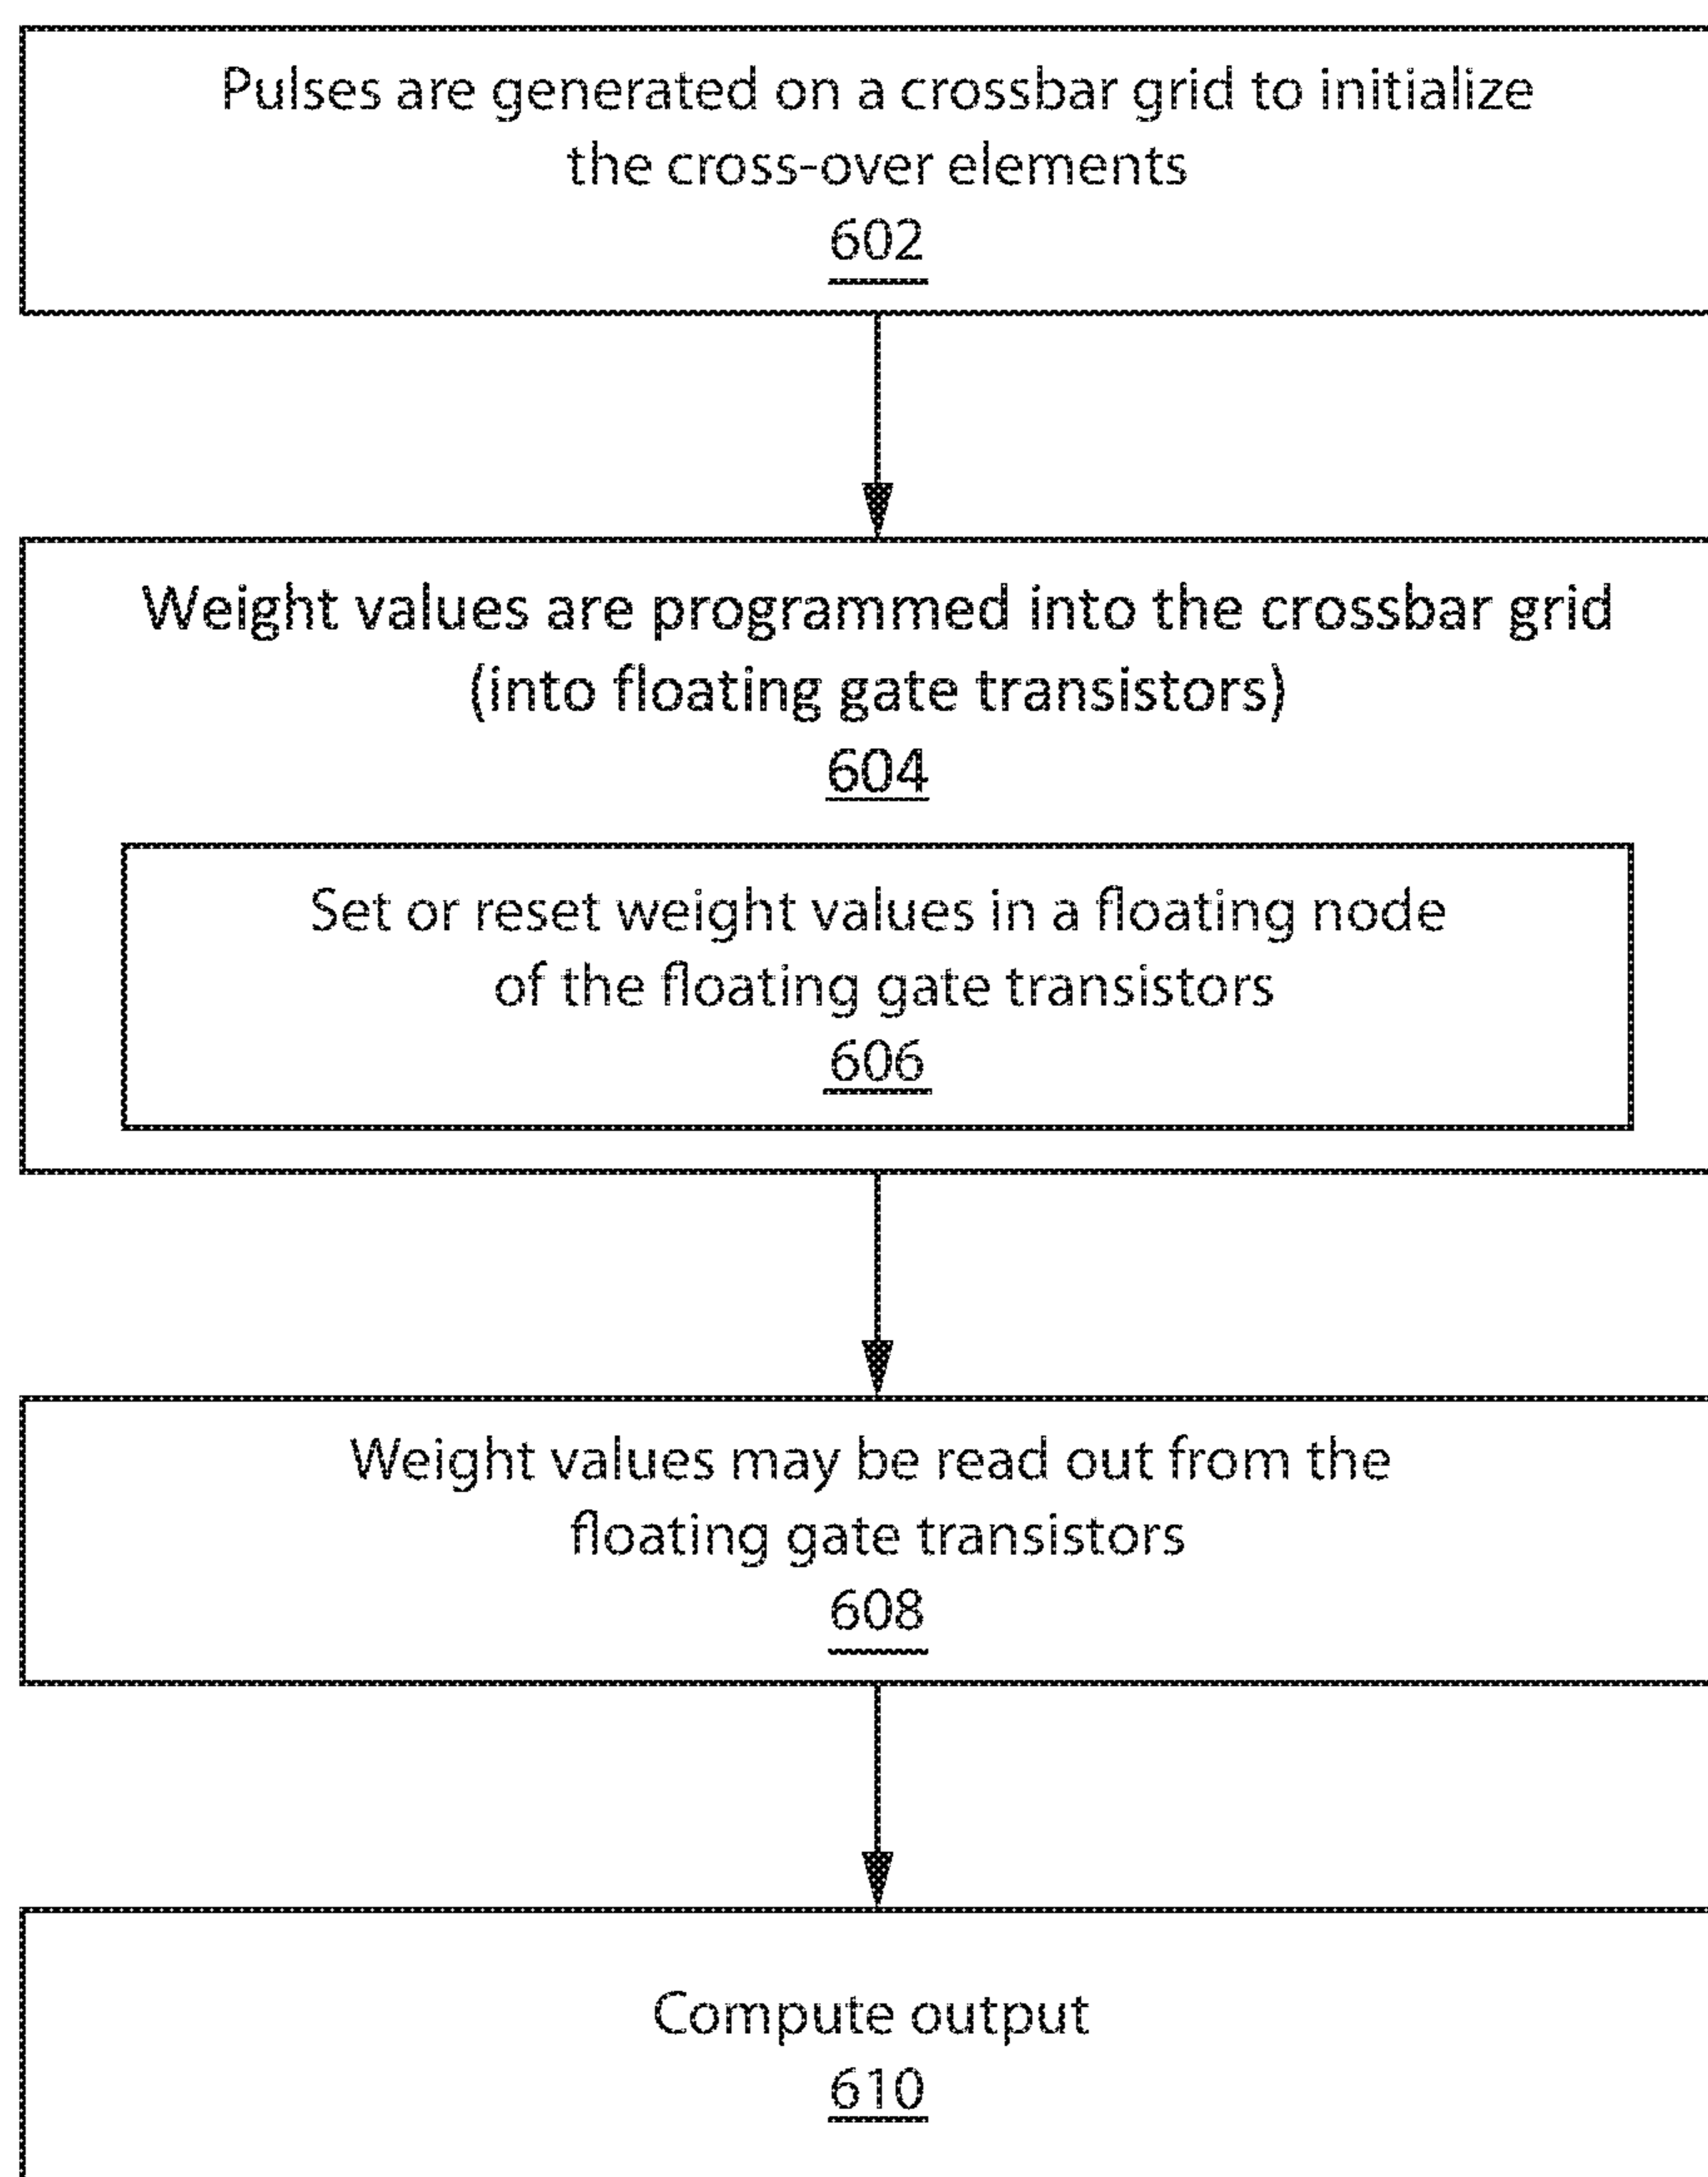 Pulses are generated on a crossbar grid to initialize
the cross-over elements
602
Weight values are programmed into the crossbar grid
(into floating gate transistors)
604
Set or reset weight values in a floating node
of the floating gate transistors
606
Weight values may be read out from the
floating gate transistors
608
Compute output
610